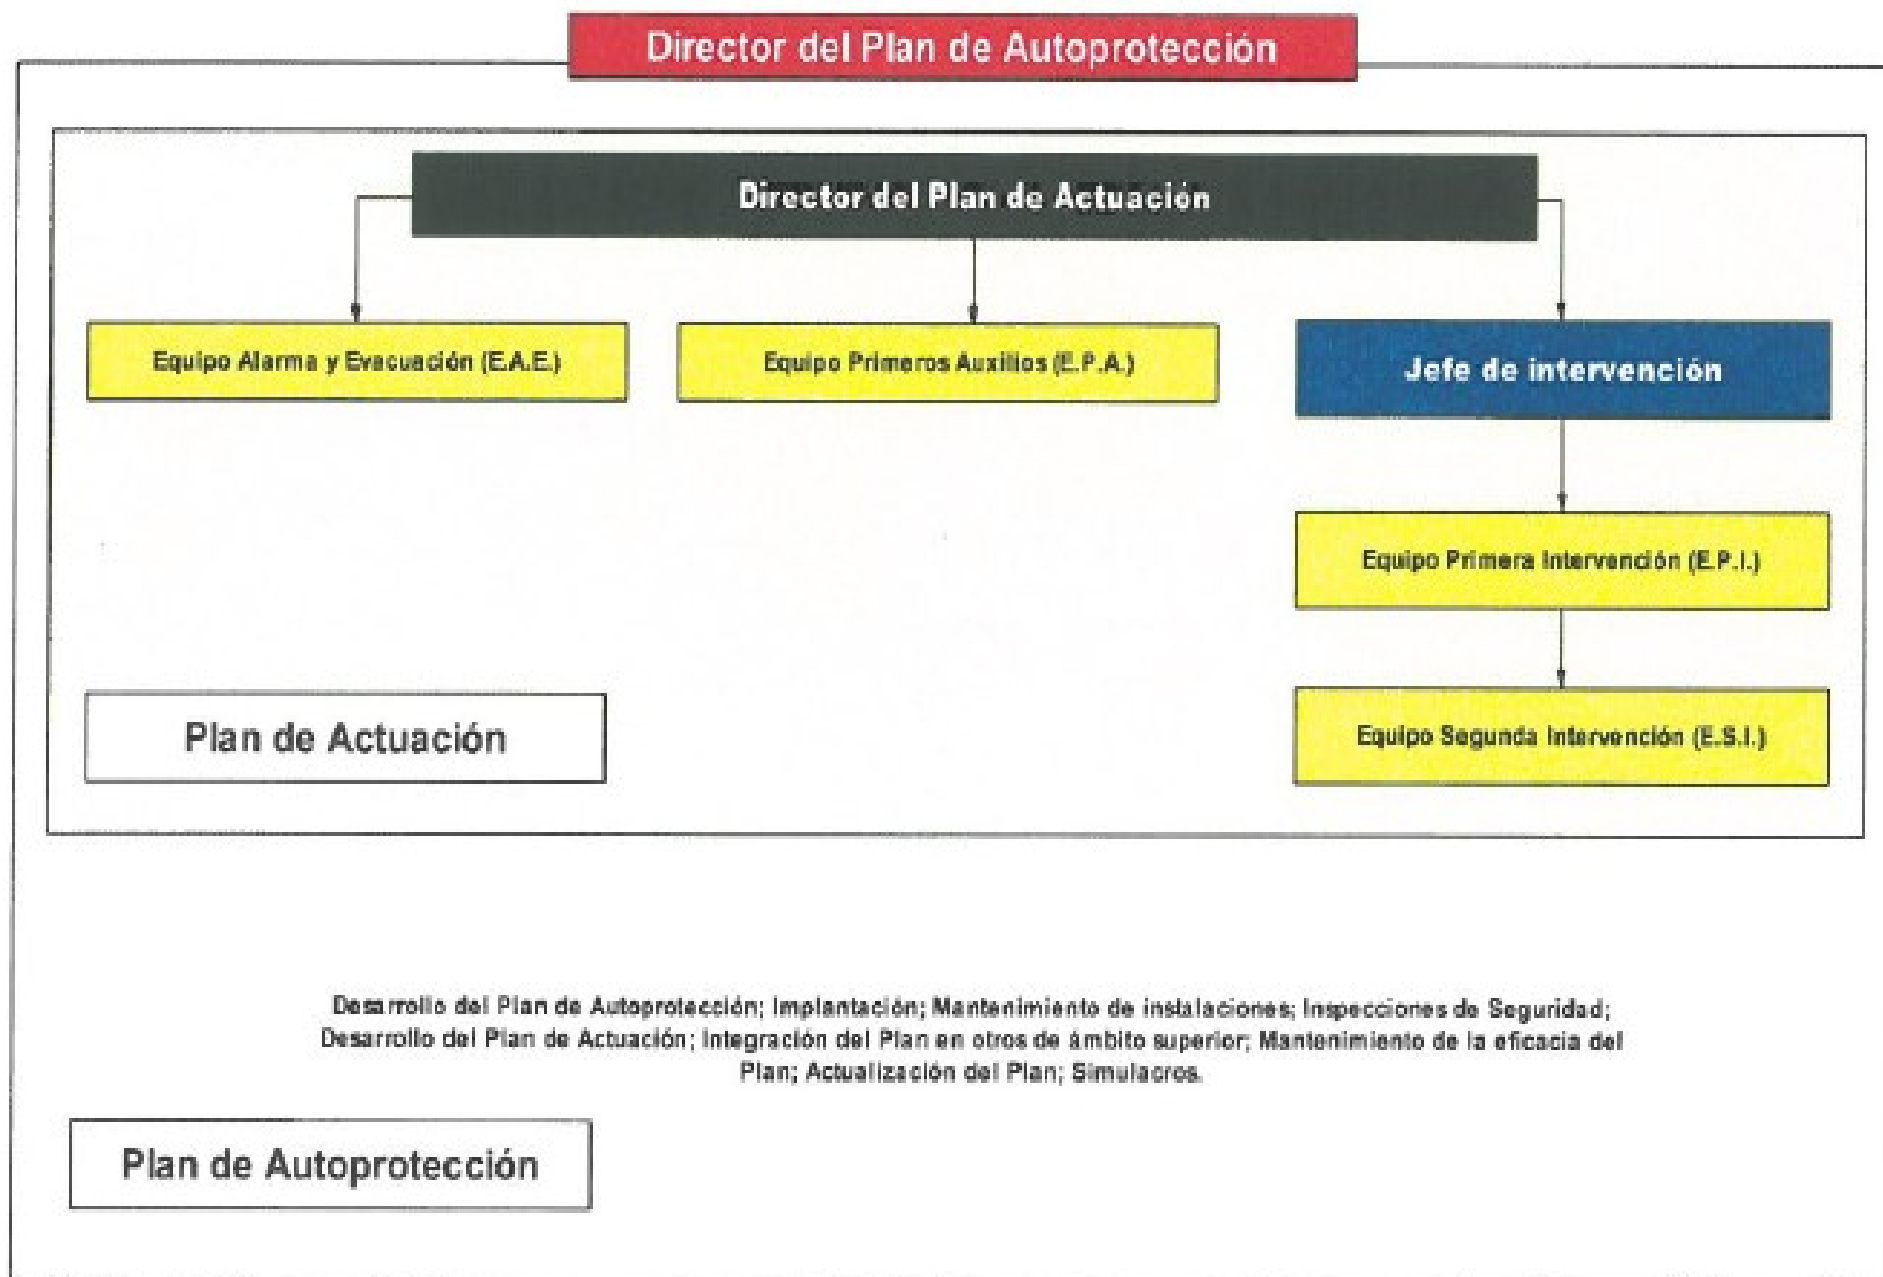 Director del Plan de Autoprotección
Director del Plan de Actuación
Equipo Alarma y Evacuación (E.A.E.)
Equipo Primeros Auxilios (E.P.A.)
Jefe de intervención
Equipo Primera Intervención (E.P.I.)
Equipo Segunda Intervención (E.S.I.)
Plan de Actuación
Desarrollo del Plan de Autoprotección; Implantación; Mantenimiento de instalaciones; Inspecciones de Seguridad;
Desarrollo del Plan de Actuación; Integración del Plan en otros de ámbito superior; Mantenimiento de la eficacia del
Plan; Actualización del Plan; Simulacros.
Plan de Autoprotección